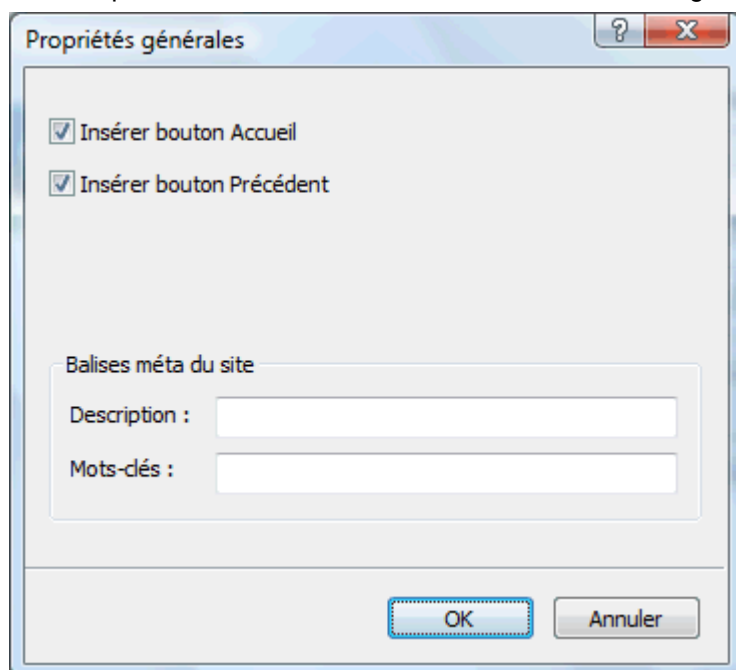 Propriétés générales
Insérer bouton Accueil
Insérer bouton Précédent
Balises méta du site
Description :
Mots-clés :
OK
Annuler